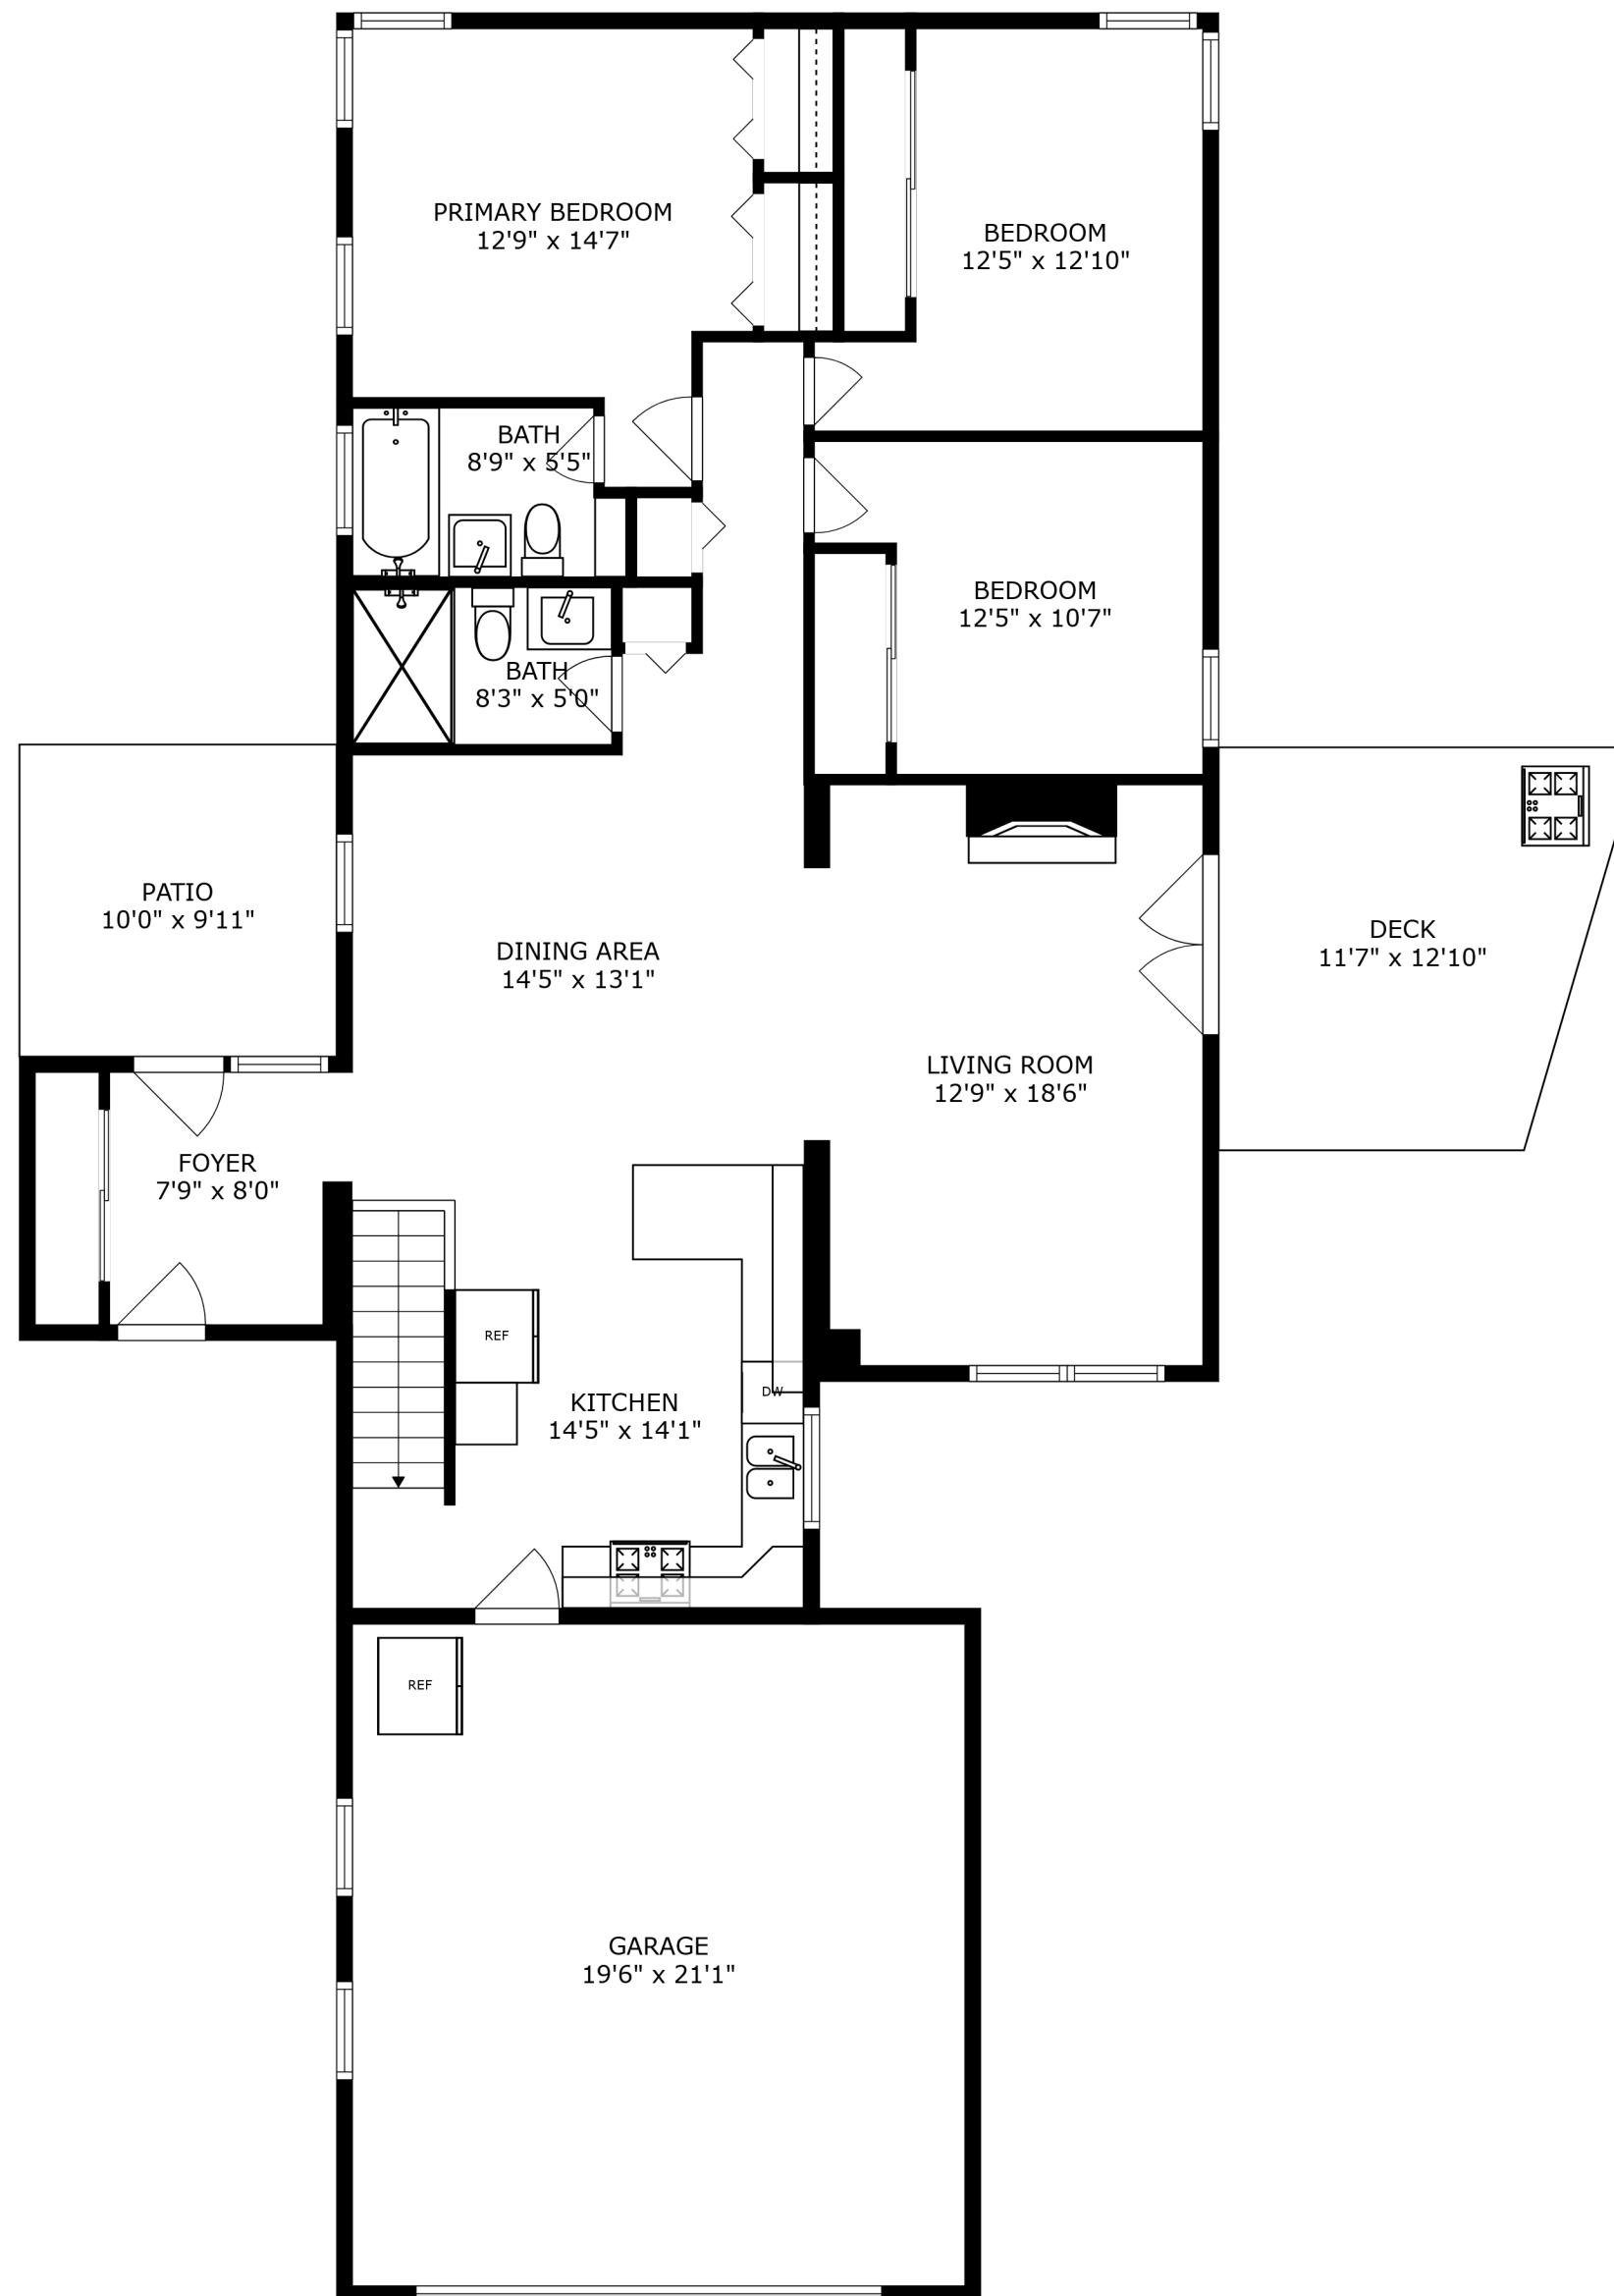 PRIMARY BEDROOM
12'9" x 14'7"
BEDROOM
12'5" x 12'10"
BATH
8'9" x 5'5"
BEDROOM
12'5" x 10'7"
BATH
8'3" x 5'0"
PATIO
10'0" x 9'11"
DINING AREA
14'5" x 13'1"
DECK
11'7" x 12'10"
LIVING ROOM
12'9" x 18'6"
FOYER
7'9" x 8'0"
REF
DW
KITCHEN
14'5" x 14'1"
REF
GARAGE
19'6" x 21'1"